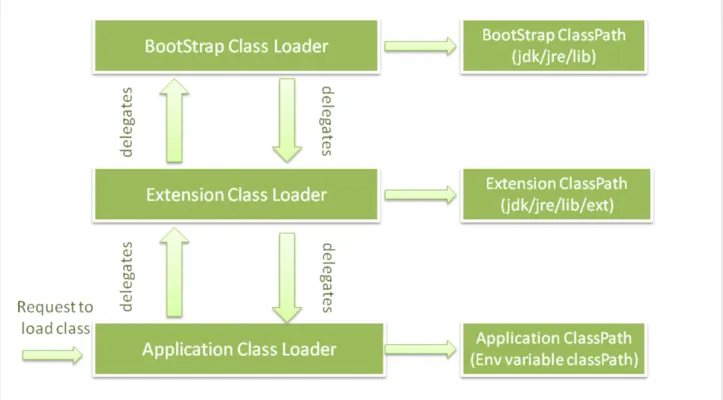 BootStrap Class Loader
BootStrap ClassPath
(jdk/jre/lib)
delegates
delegates
Extension Class Loader
Extension ClassPath
(jdk/jre/lib/ext)
delegates
delegates
Request to
load class
Application Class Loader
Application ClassPath
(Env variable classPath)